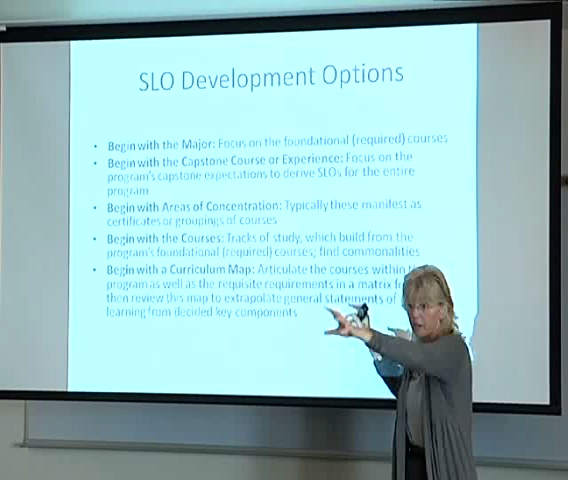 SLO Development Options
• Begin with the Major: Focus on the foundational (required) courses
• Begin with the Capstone Course or Experience: Focus on the
program's capstone expectations to derive SLOs for the entire
program
• Begin with Areas of Concentration: Typically these manifest as
certificates or groupings of courses
• Begin with the Courses: Tracks of study, which build from the
program's foundational (required) courses; find commonalities
• Begin with a Curriculum Map: Articulate the courses within
program as well as the requisite requirements in a matrix
then review this map to extrapolate general statements of
learning from decided key components